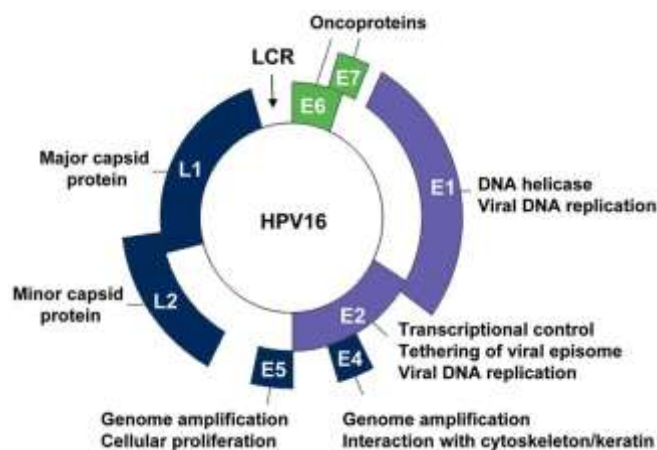 Oncoproteins
LCR
E7
E6
L1
Major capsid
protein
E1
DNA helicase
Viral DNA replication
HPV16
L2
Minor capsid
protein
E2
Transcriptional control
Tethering of viral episome
Viral DNA replication
E4
E5
Genome amplification
Cellular proliferation
Genome amplification
Interaction with cytoskeleton/keratin